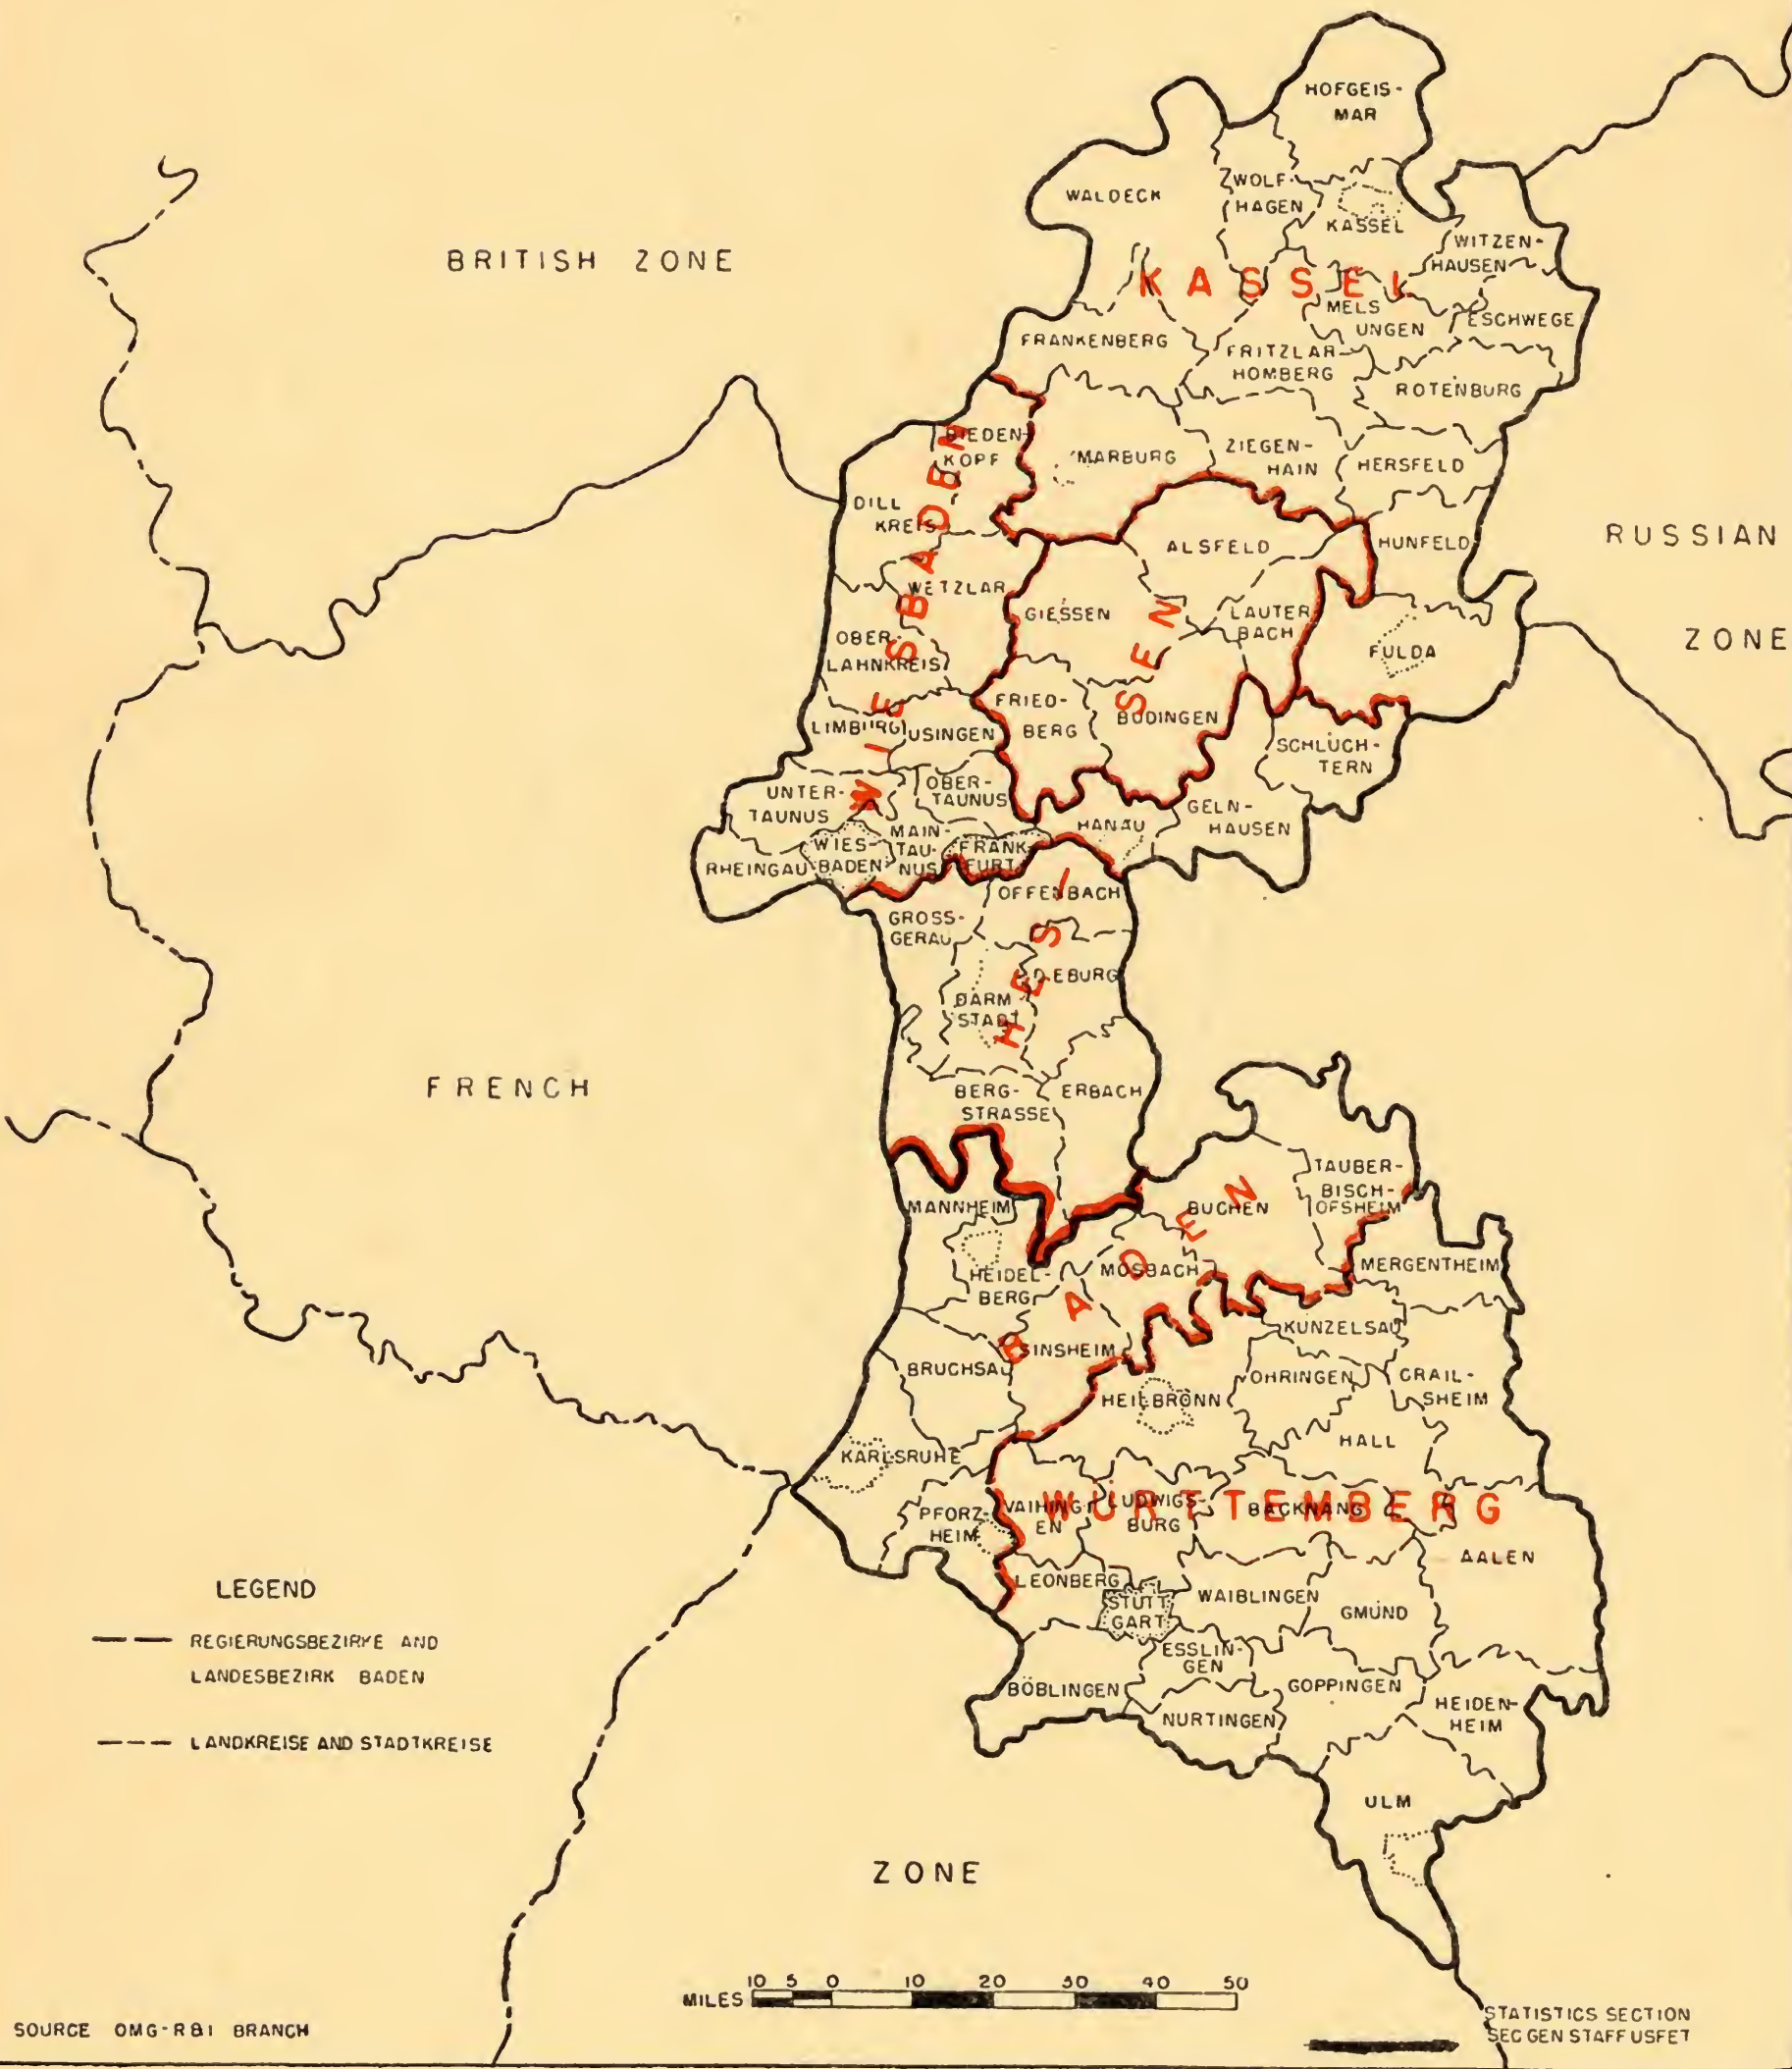 HOFGEIS-
MAR
WALDECK
ZWOLF-
HAGEN
KASSEL
WITZEN-
HAUSEN
BRITISH ZONE
KASSEL
MELS
UNGEN
ESCHWEGE
FRANKENBERG
FRITZLAR-
HOMBERG
ROTENBURG
BIEDEN-
KOPF
MARBURG
ZIEGEN-
HAIN
HERSFELD
WIESBADEN
DILL
KREIS
ALSFELD
HUNFELD
RUSSIAN
ZONE
WETZLAR
GIESSEN
LAUTER
BACH
FULDA
OBER-
LAHNKREIS
FRIED-
BERG
BUDINGEN
LIMBURG
USINGEN
SCHLUCH-
TERN
UNTER-
TAUNUS
OBER-
TAUNUS
GELN-
HAUSEN
HANAU
WIES-
BADEN
MAIN-
TAU-
NUS
FRANK-
FURT
RHEINGAU
HESSEN
OFFENBACH
GROSS-
GERAU
DIEBURG
DARM
STADT
FRENCH
BERG-
STRASSE
ERBACH
TAUBER-
BISCH-
OFSHEIM
BUCHEN
MANNHEIM
BADEN
HEIDEL-
BERG
MOSBACH
MERGENTHEIM
KUNZELSAU
SINSHEIM
BRUCHSAL
HEILBRONN
OHRINGEN
CRAIL-
SHEIM
HALL
KARLSRUHE
WÜRTTEMBERG
PFORZ-
HEIM
VAIHING
EN
LUDWIGS-
BURG
BACKNANG
AALEN
LEONBERG
STUTT
GART
WAIBLINGEN
GMÜND
ESSLIN-
GEN
BÖBLINGEN
NURTINGEN
GOPPINGEN
HEIDEN-
HEIM
ULM
ZONE
LEGEND
REGIERUNGSBEZIRKE AND
LANDESBEZIRK BADEN
LANDKREISE AND STADTKREISE
10 5 0 10 20 30 40 50
MILES
SOURCE OMG-R&I BRANCH
STATISTICS SECTION
SEC GEN STAFF USFET